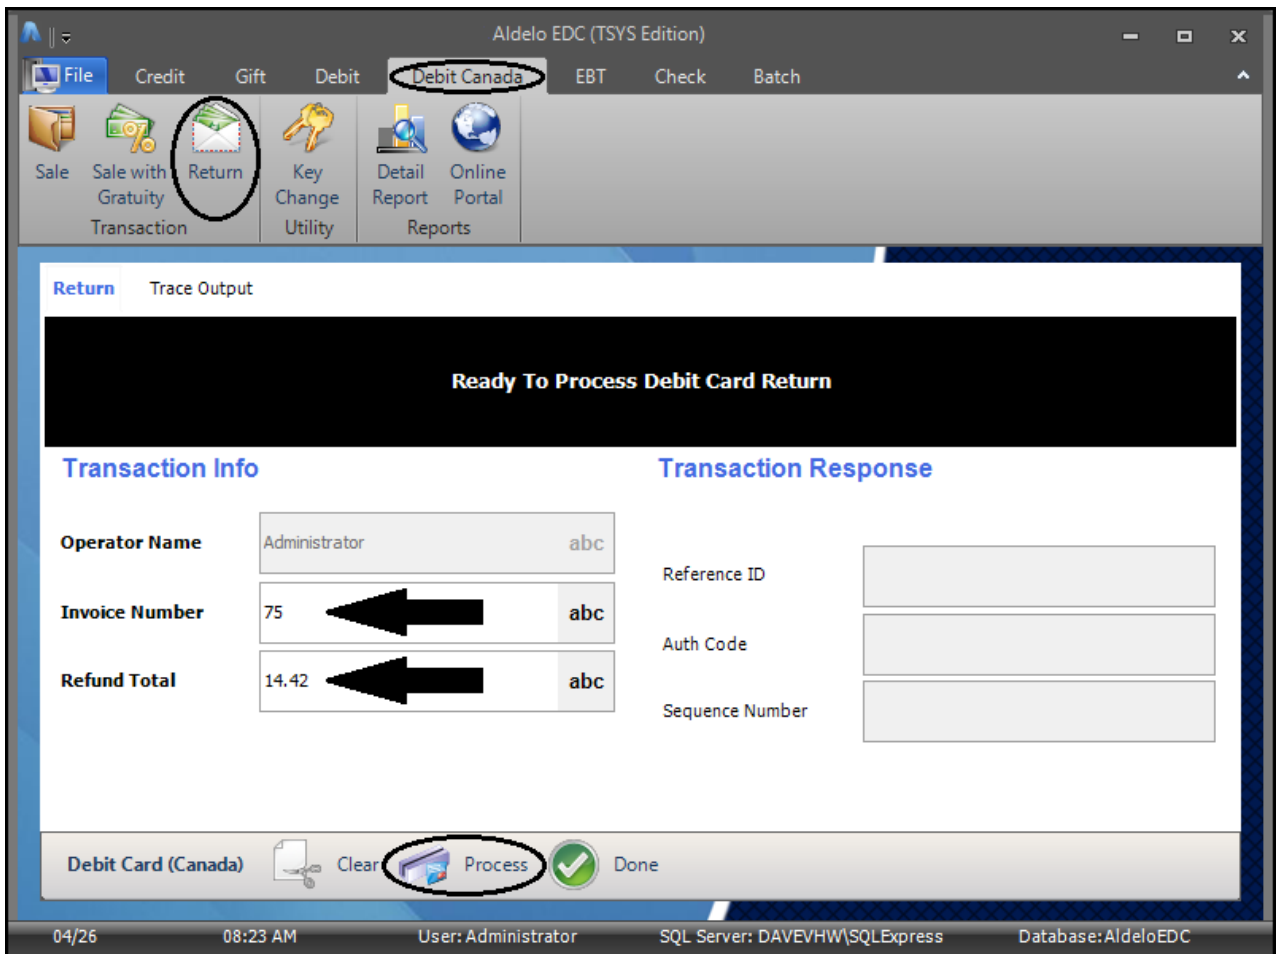 Aldelo EDC (TSYS Edition)
File Credit Gift Debit Debit Canada EBT Check Batch
Sale Sale with Gratuity Return Key Change Detail Report Online Portal
Transaction Utility Reports
Return Trace Output
Ready To Process Debit Card Return
Transaction Info Transaction Response
Operator Name Administrator abc
Reference ID
Invoice Number 75 abc
Auth Code
Refund Total 14.42 abc
Sequence Number
Debit Card (Canada) Clear Process Done
04/26 08:23 AM User: Administrator SQL Server: DAVEVHW\SQLExpress Database: AldeloEDC